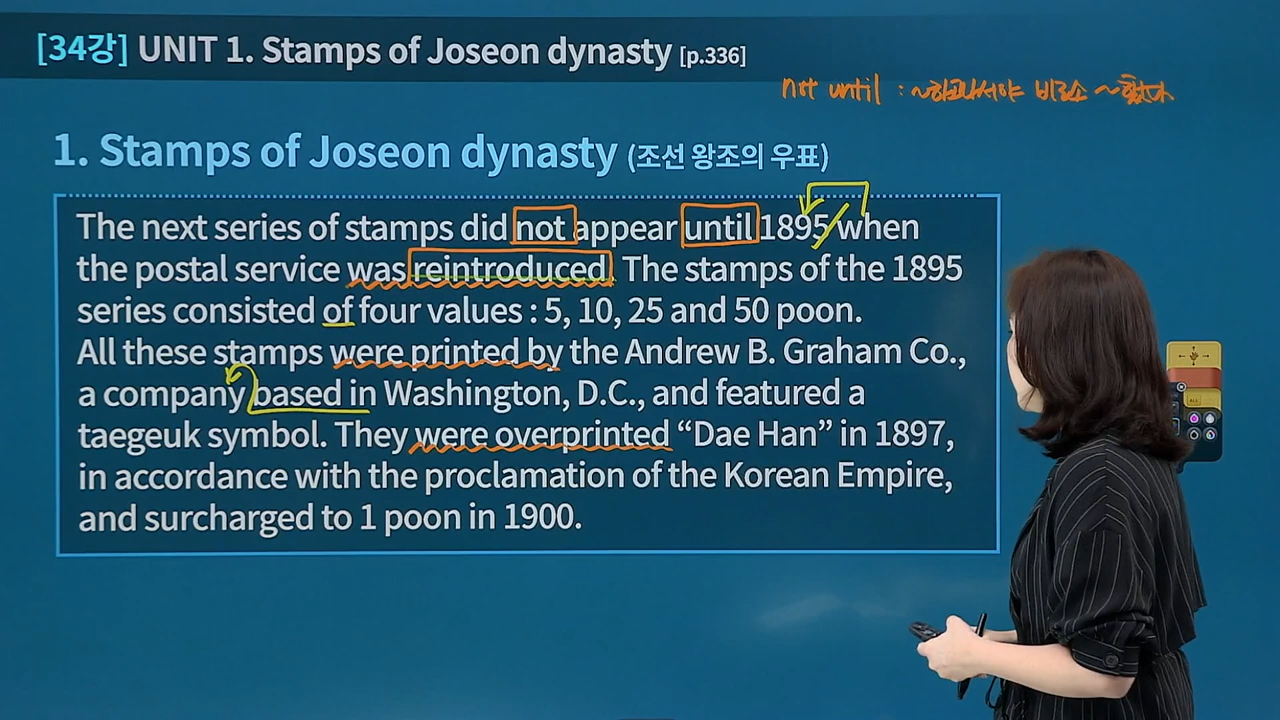 [34강] UNIT 1. Stamps of Joseon dynasty [p.336]
not until : ~하고나서야 비로소 ~했다
1. Stamps of Joseon dynasty (조선 왕조의 우표)
The next series of stamps did not appear until 1895 when
the postal service was reintroduced. The stamps of the 1895
series consisted of four values : 5, 10, 25 and 50 poon.
All these stamps were printed by the Andrew B. Graham Co.,
a company based in Washington, D.C., and featured a
taegeuk symbol. They were overprinted “Dae Han” in 1897,
in accordance with the proclamation of the Korean Empire,
and surcharged to 1 poon in 1900.